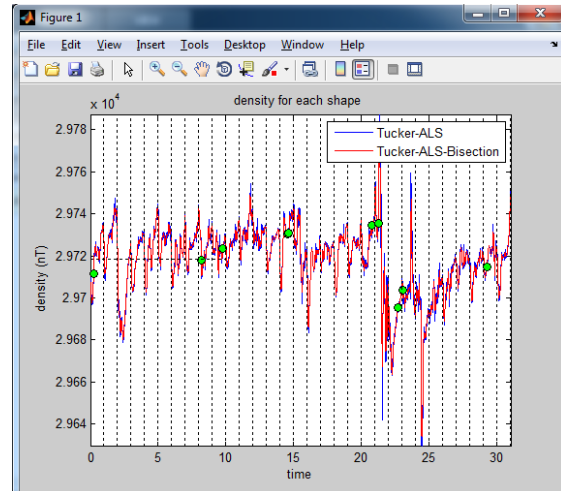 Figure 1
File Edit View Insert Tools Desktop Window Help
density for each shape
x 10^4
2.978
2.976
2.974
2.972
2.97
2.968
2.966
2.964
density (nT)
Tucker-ALS
Tucker-ALS-Bisection
0 5 10 15 20 25 30
time